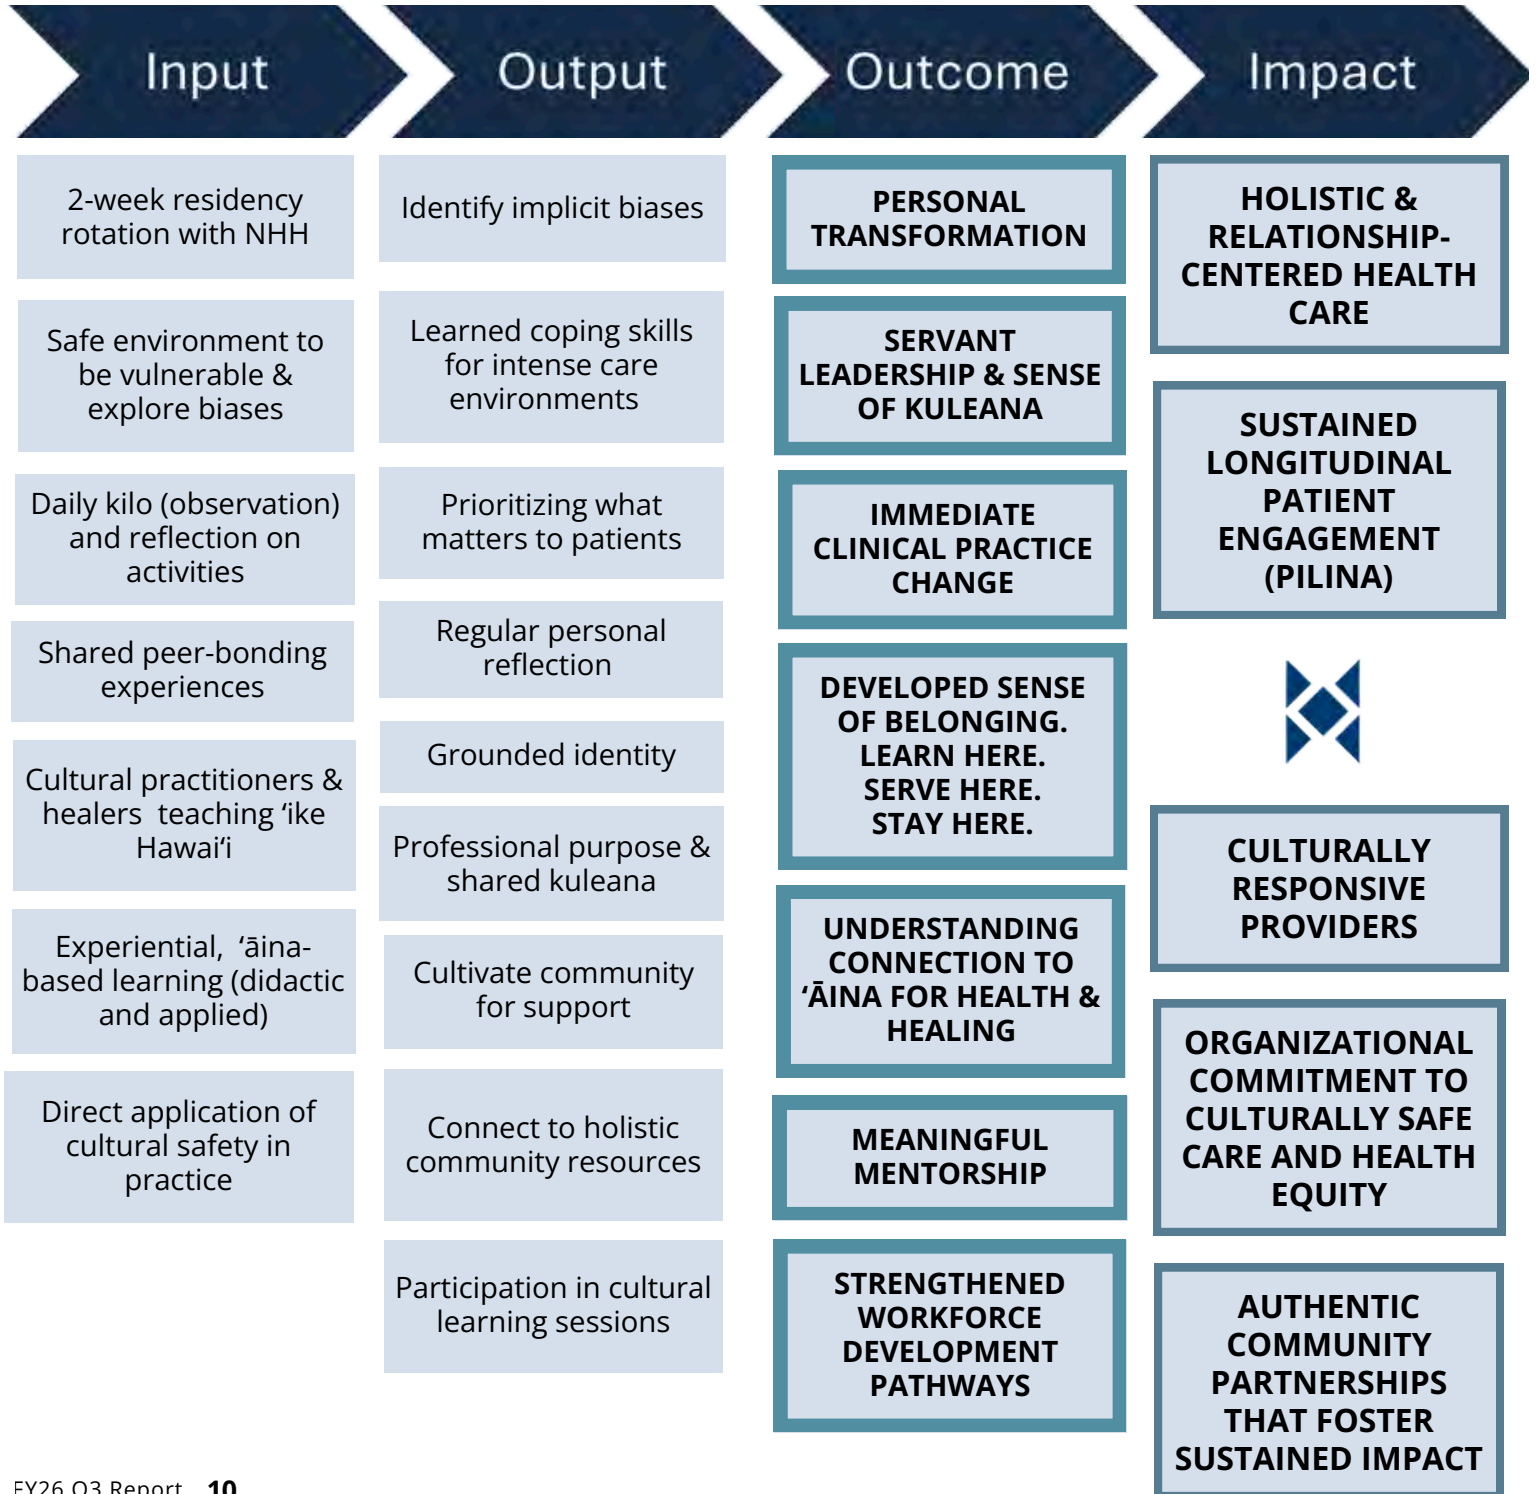 Input
Output
Outcome
Impact
2-week residency
rotation with NHH
Safe environment to
be vulnerable &
explore biases
Daily kilo (observation)
and reflection on
activities
Shared peer-bonding
experiences
Cultural practitioners &
healers teaching ‘ike
Hawai‘i
Experiential, ‘āina-
based learning (didactic
and applied)
Direct application of
cultural safety in
practice
Identify implicit biases
Learned coping skills
for intense care
environments
Prioritizing what
matters to patients
Regular personal
reflection
Grounded identity
Professional purpose &
shared kuleana
Cultivate community
for support
Connect to holistic
community resources
Participation in cultural
learning sessions
PERSONAL
TRANSFORMATION
SERVANT
LEADERSHIP & SENSE
OF KULEANA
IMMEDIATE
CLINICAL PRACTICE
CHANGE
DEVELOPED SENSE
OF BELONGING.
LEARN HERE.
SERVE HERE.
STAY HERE.
UNDERSTANDING
CONNECTION TO
‘ĀINA FOR HEALTH &
HEALING
MEANINGFUL
MENTORSHIP
STRENGTHENED
WORKFORCE
DEVELOPMENT
PATHWAYS
HOLISTIC &
RELATIONSHIP-
CENTERED HEALTH
CARE
SUSTAINED
LONGITUDINAL
PATIENT
ENGAGEMENT
(PILINA)
CULTURALLY
RESPONSIVE
PROVIDERS
ORGANIZATIONAL
COMMITMENT TO
CULTURALLY SAFE
CARE AND HEALTH
EQUITY
AUTHENTIC
COMMUNITY
PARTNERSHIPS
THAT FOSTER
SUSTAINED IMPACT
FY26 Q3 Report 10